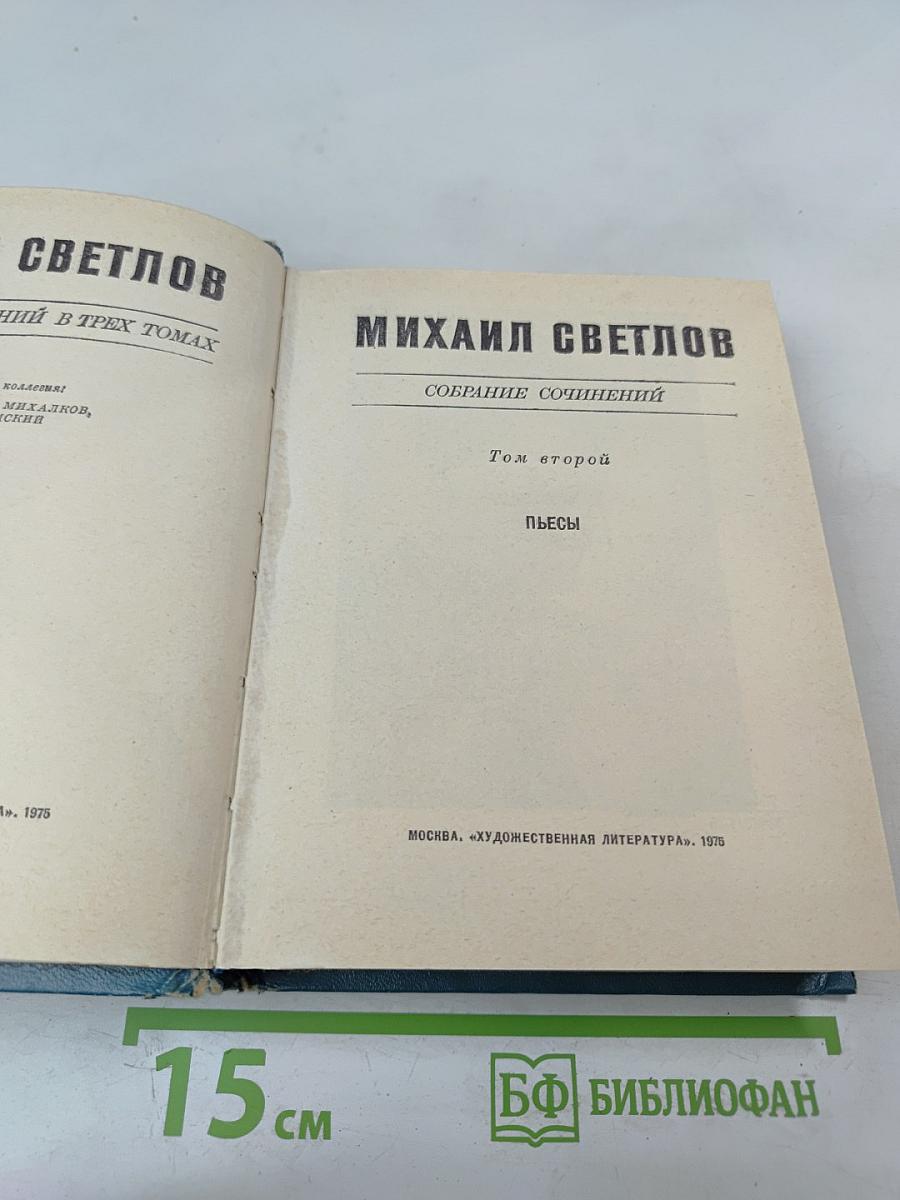 СВЕТЛОВ
НИЙ В ТРЕХ ТОМАХ
коллегия:
МИХАЛКОВ,
СКИЙ
А». 1975
МИХАИЛ СВЕТЛОВ
СОБРАНИЕ СОЧИНЕНИЙ
Том второй
ПЬЕСЫ
МОСКВА. «ХУДОЖЕСТВЕННАЯ ЛИТЕРАТУРА». 1975
15 см
БФ БИБЛИОФАН